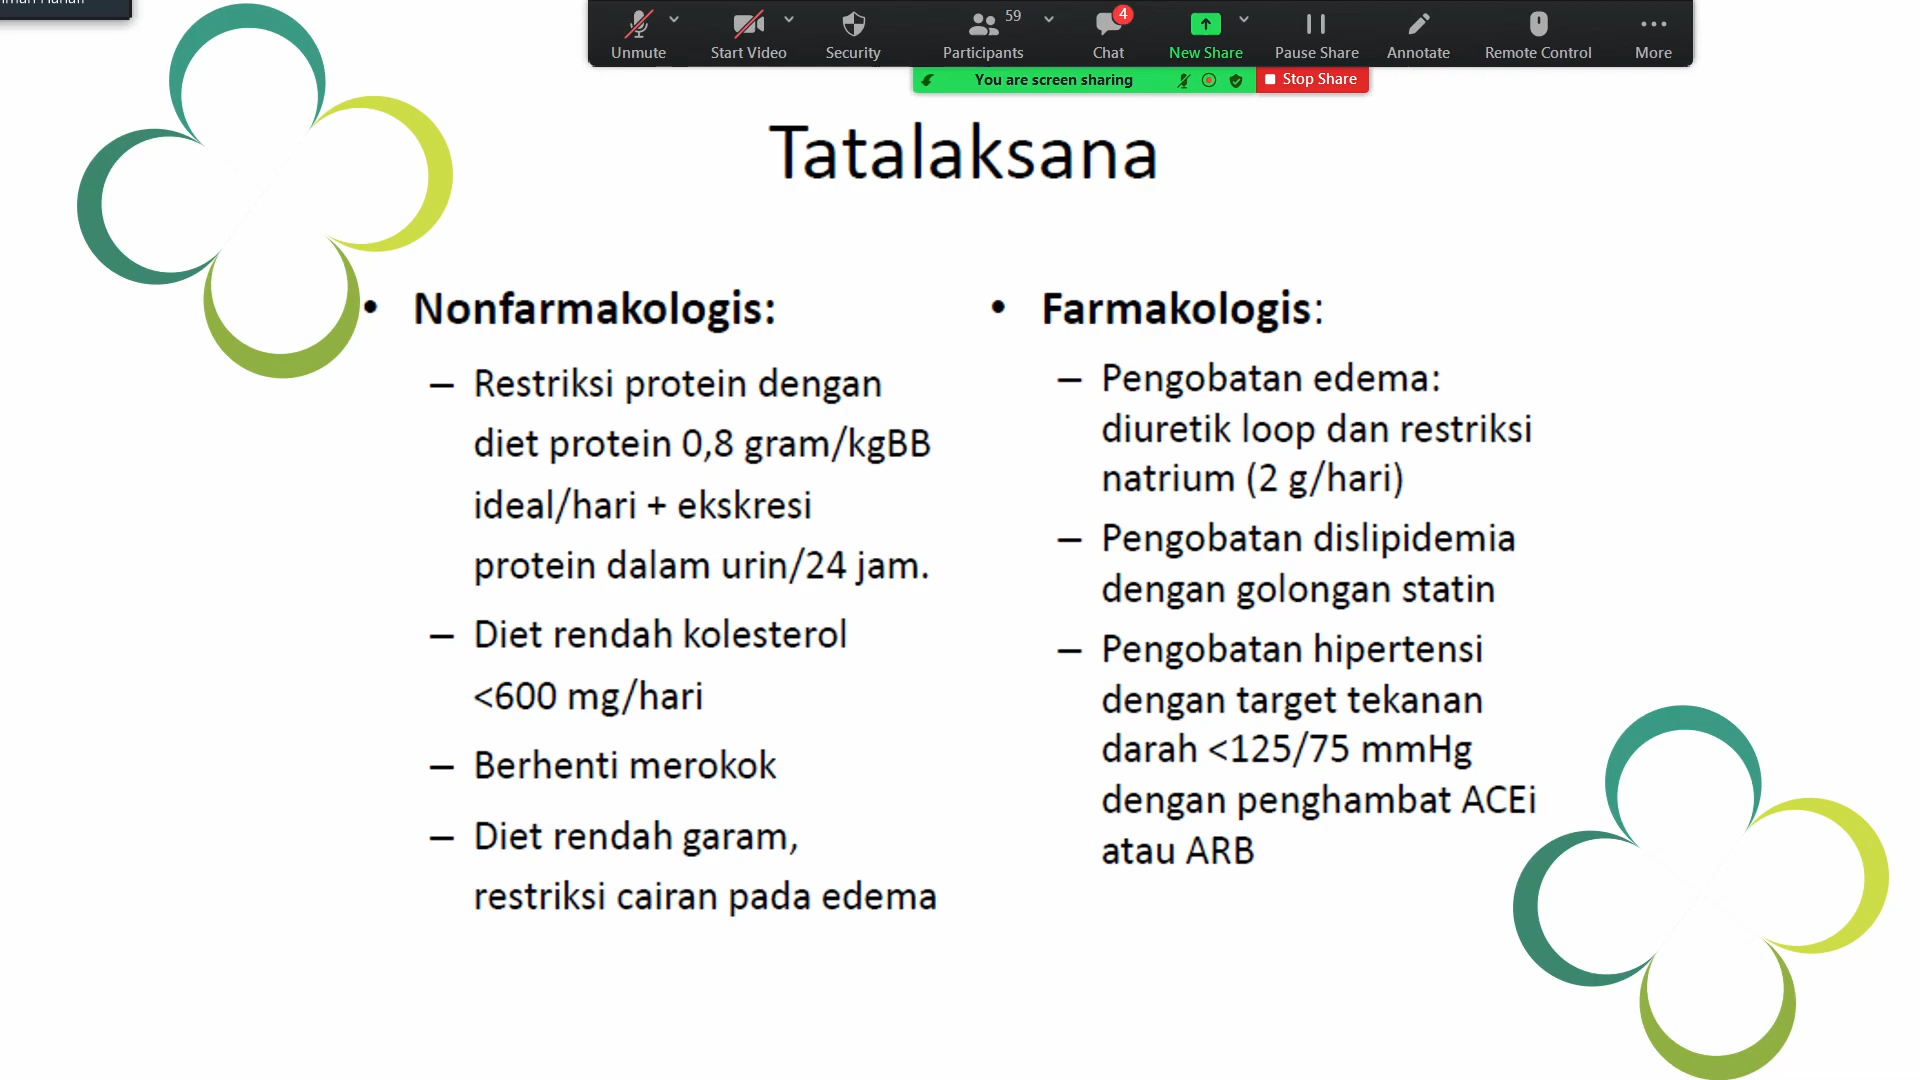 59
4
Unmute
Start Video
Security
Participants
Chat
New Share
Pause Share
Annotate
Remote Control
More
You are screen sharing
Stop Share
Tatalaksana
• Nonfarmakologis:
– Restriksi protein dengan
diet protein 0,8 gram/kgBB
ideal/hari + ekskresi
protein dalam urin/24 jam.
– Diet rendah kolesterol
<600 mg/hari
– Berhenti merokok
– Diet rendah garam,
restriksi cairan pada edema
• Farmakologis:
– Pengobatan edema:
diuretik loop dan restriksi
natrium (2 g/hari)
– Pengobatan dislipidemia
dengan golongan statin
– Pengobatan hipertensi
dengan target tekanan
darah <125/75 mmHg
dengan penghambat ACEi
atau ARB